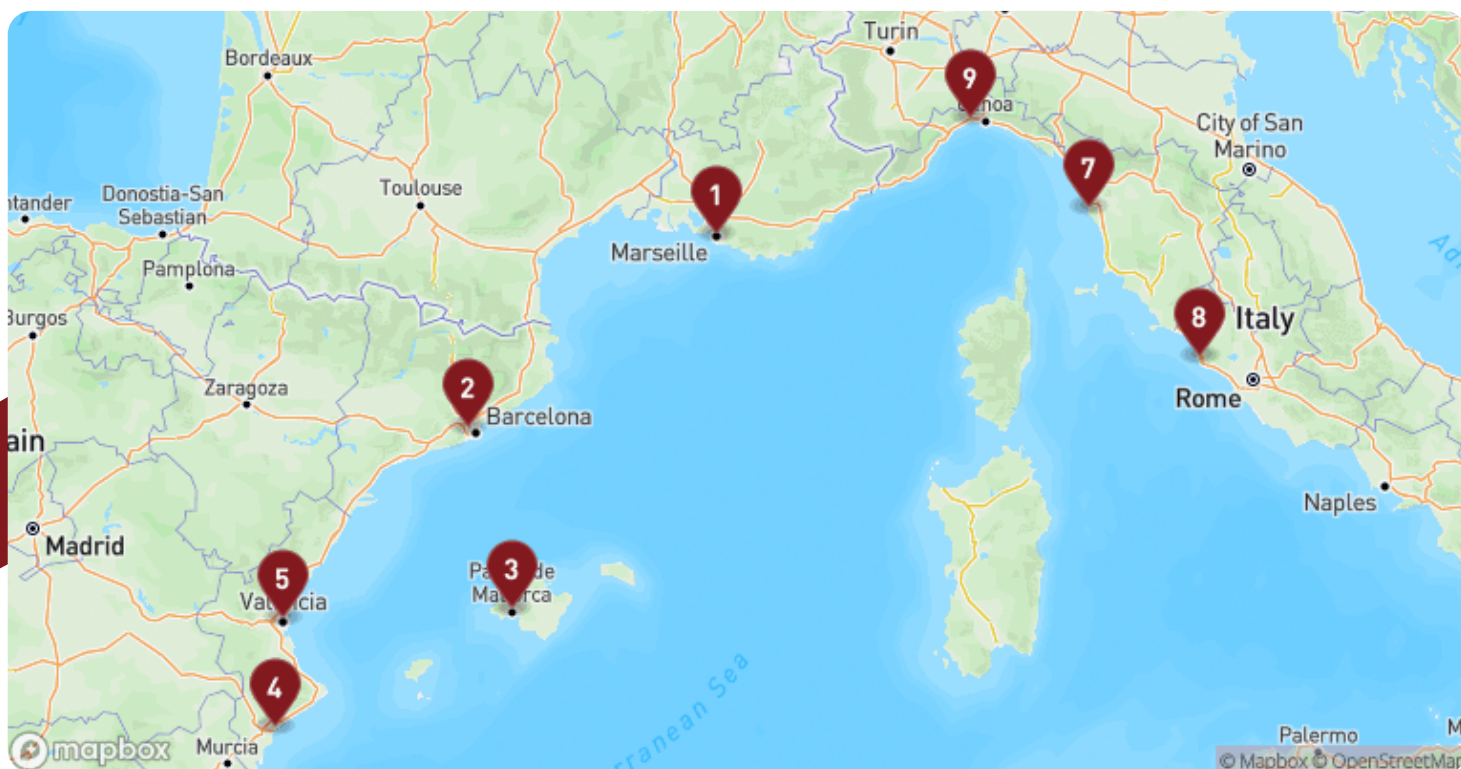 Turin
Bordeaux
9
Genoa
City of San
Marino
7
Donostia-San
Sebastian
Toulouse
1
ntander
Marseille
Pamplona
8
Italy
Burgos
Rome
Zaragoza
2
Barcelona
ain
Naples
Madrid
3
Palma de
Mallorca
5
Valencia
4
rranean Sea
Murcia
mapbox
Palermo
M
© Mapbox © OpenStreetMap